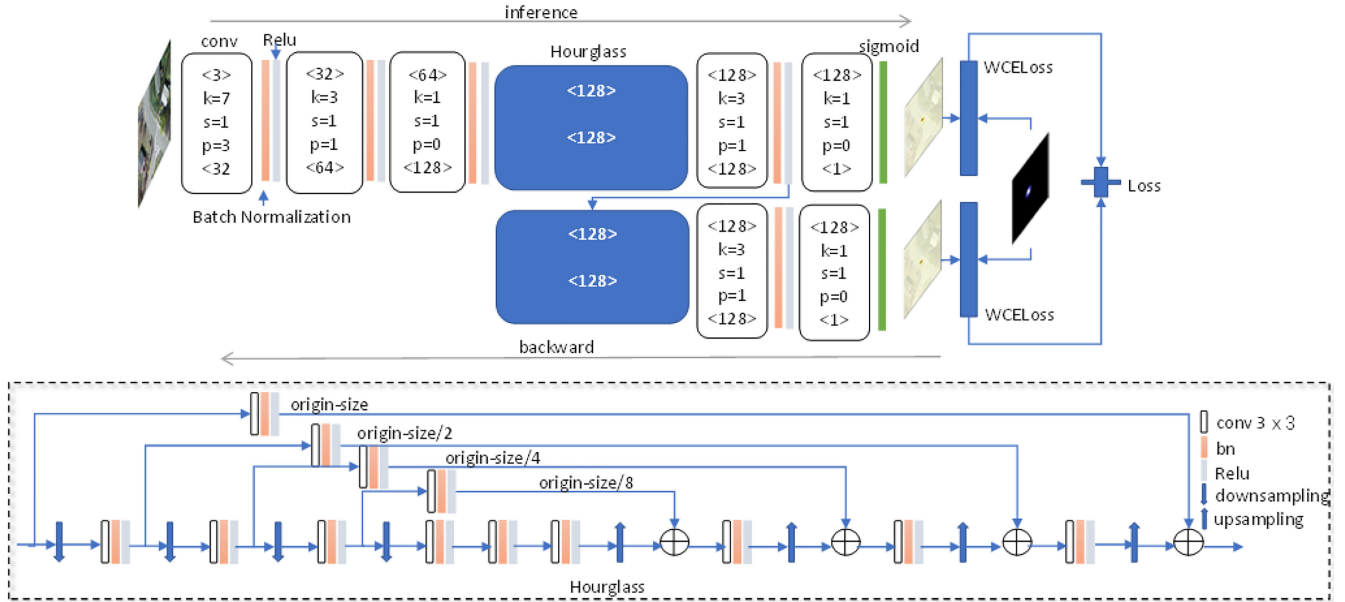 inference
conv
Relu
Hourglass
sigmoid
<3>
k=7
s=1
p=3
<32
<32>
k=3
s=1
p=1
<64>
<64>
k=1
s=1
p=0
<128>
<128>
<128>
<128>
k=3
s=1
p=1
<128>
<128>
k=1
s=1
p=0
<1>
WCELoss
Batch Normalization
Loss
<128>
<128>
<128>
k=3
s=1
p=1
<128>
<128>
k=1
s=1
p=0
<1>
WCELoss
backward
origin-size
origin-size/2
origin-size/4
origin-size/8
conv 3 x 3
bn
Relu
downsampling
upsampling
Hourglass